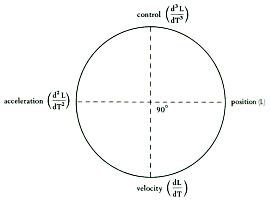 control (d³L/dT³)
acceleration (d²L/dT²)
position (L)
90°
velocity (dL/dT)